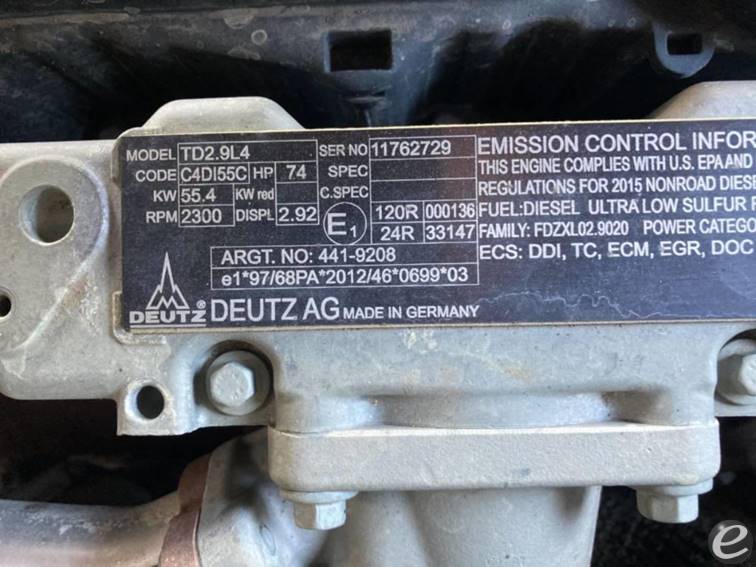 MODEL TD2.9L4 SER NO 11762729
CODE C4DI55C HP 74 SPEC
KW 55.4 KW red C.SPEC
RPM 2300 DISPL 2.92 E1 120R 000136
24R 33147
ARGT. NO: 441-9208
e1*97/68PA*2012/46*0699*03
DEUTZ® DEUTZ AG MADE IN GERMANY
EMISSION CONTROL INFOR
THIS ENGINE COMPLIES WITH U.S. EPA AND
REGULATIONS FOR 2015 NONROAD DIES
FUEL:DIESEL ULTRA LOW SULFUR F
FAMILY: FDZXL02.9020 POWER CATEGO
ECS: DDI, TC, ECM, EGR, DOC
e